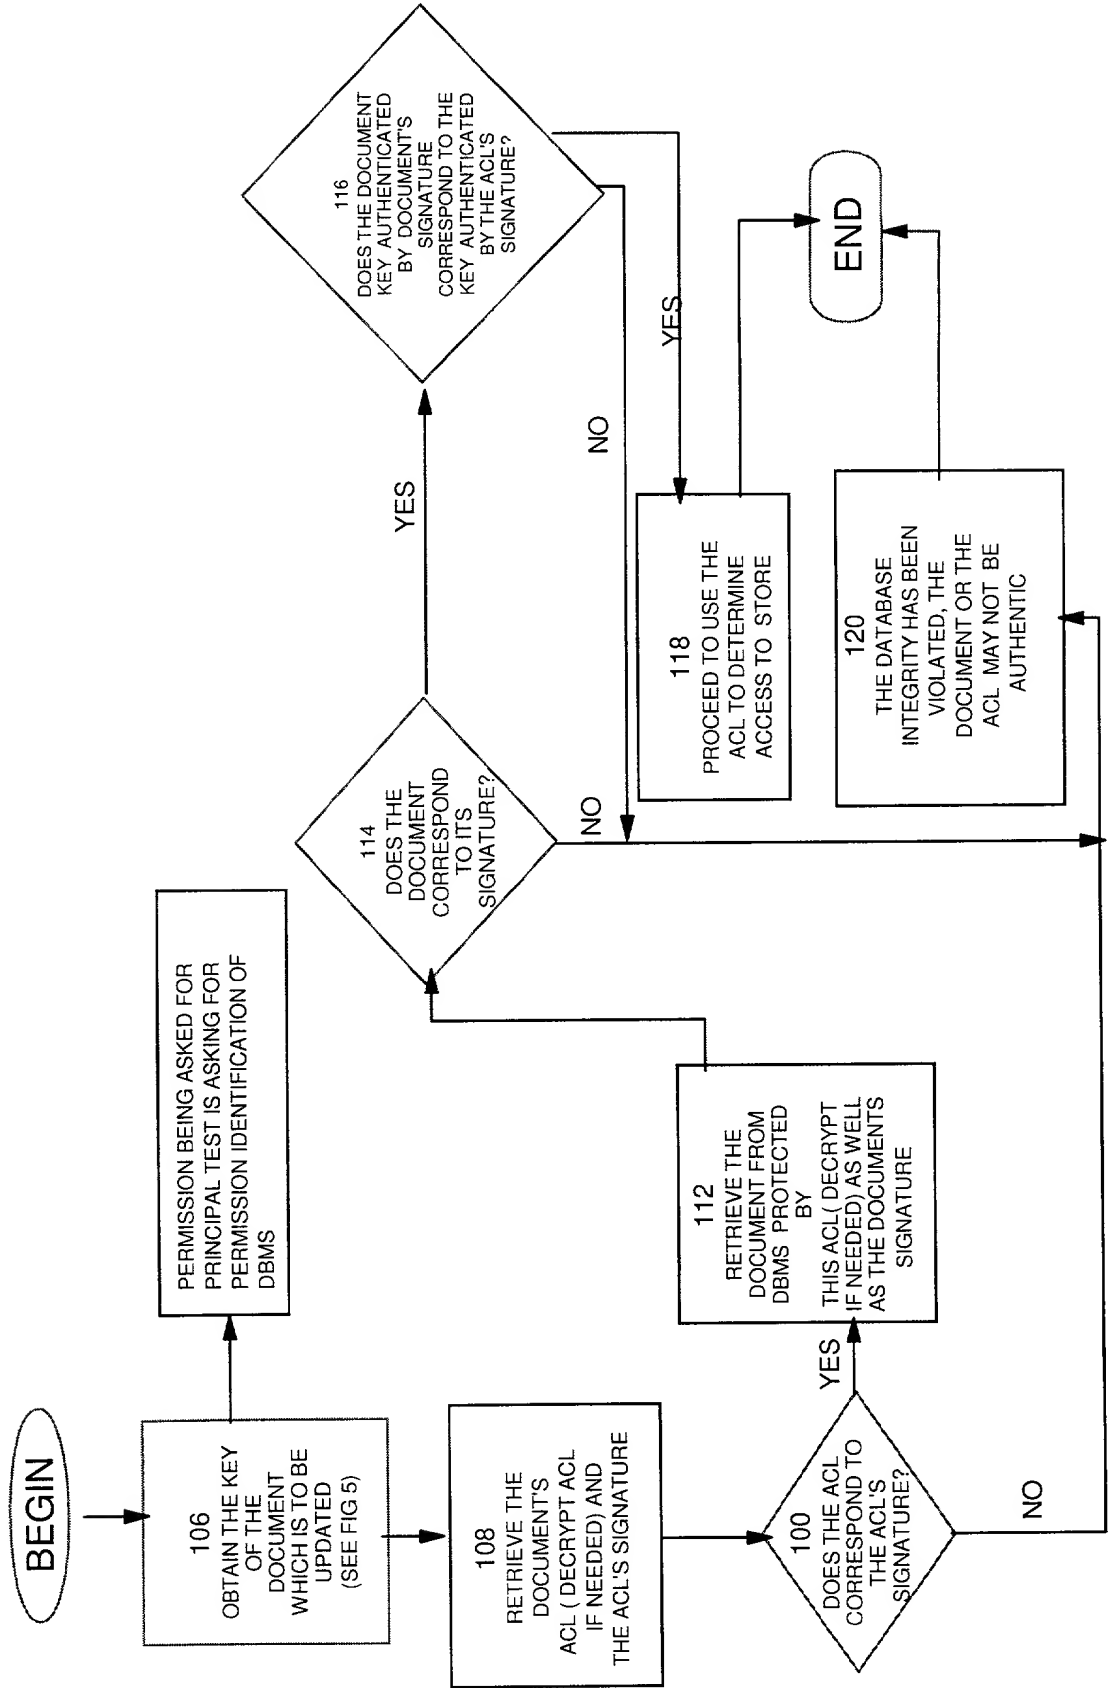 BEGIN
106
OBTAIN THE KEY
OF THE
DOCUMENT
WHICH IS TO BE
UPDATED
(SEE FIG 5)
PERMISSION BEING ASKED FOR
PRINCIPAL TEST IS ASKING FOR
PERMISSION IDENTIFICATION OF
DBMS
108
RETRIEVE THE
DOCUMENT'S
ACL ( DECRYPT ACL
IF NEEDED) AND
THE ACL'S SIGNATURE
100
DOES THE ACL
CORRESPOND TO
THE ACL'S
SIGNATURE?
YES
NO
112
RETRIEVE THE
DOCUMENT FROM
DBMS PROTECTED
BY
THIS ACL( DECRYPT
IF NEEDED) AS WELL
AS THE DOCUMENTS
SIGNATURE
114
DOES THE
DOCUMENT
CORRESPOND
TO ITS
SIGNATURE?
YES
NO
116
DOES THE DOCUMENT
KEY AUTHENTICATED
BY DOCUMENT'S
SIGNATURE
CORRESPOND TO THE
KEY AUTHENTICATED
BY THE ACL'S
SIGNATURE?
NO
YES
118
PROCEED TO USE THE
ACL TO DETERMINE
ACCESS TO STORE
120
THE DATABASE
INTEGRITY HAS BEEN
VIOLATED, THE
DOCUMENT OR THE
ACL MAY NOT BE
AUTHENTIC
END